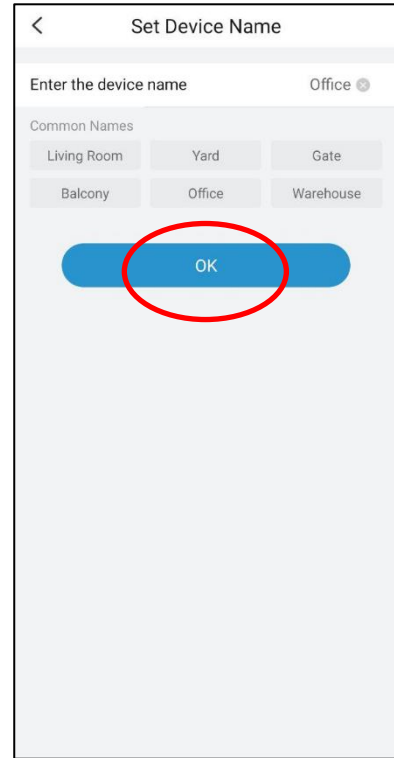 Set Device Name
Enter the device name Office
Common Names
Living Room Yard Gate
Balcony Office Warehouse
OK